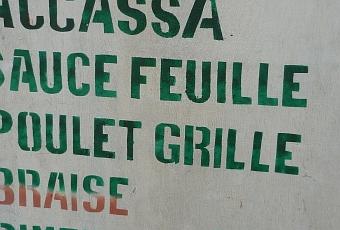 ACCASSA
SAUCE FEUILLE
POULET GRILLE
BRAISE